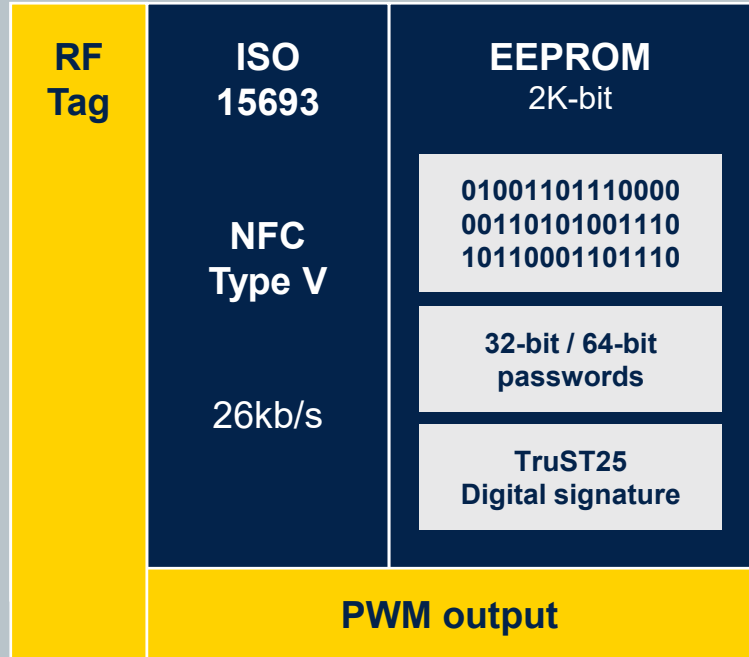 RF
Tag
ISO
15693
NFC
Type V
26kb/s
EEPROM
2K-bit
01001101110000
00110101001110
10110001101110
32-bit / 64-bit
passwords
TruST25
Digital signature
PWM output